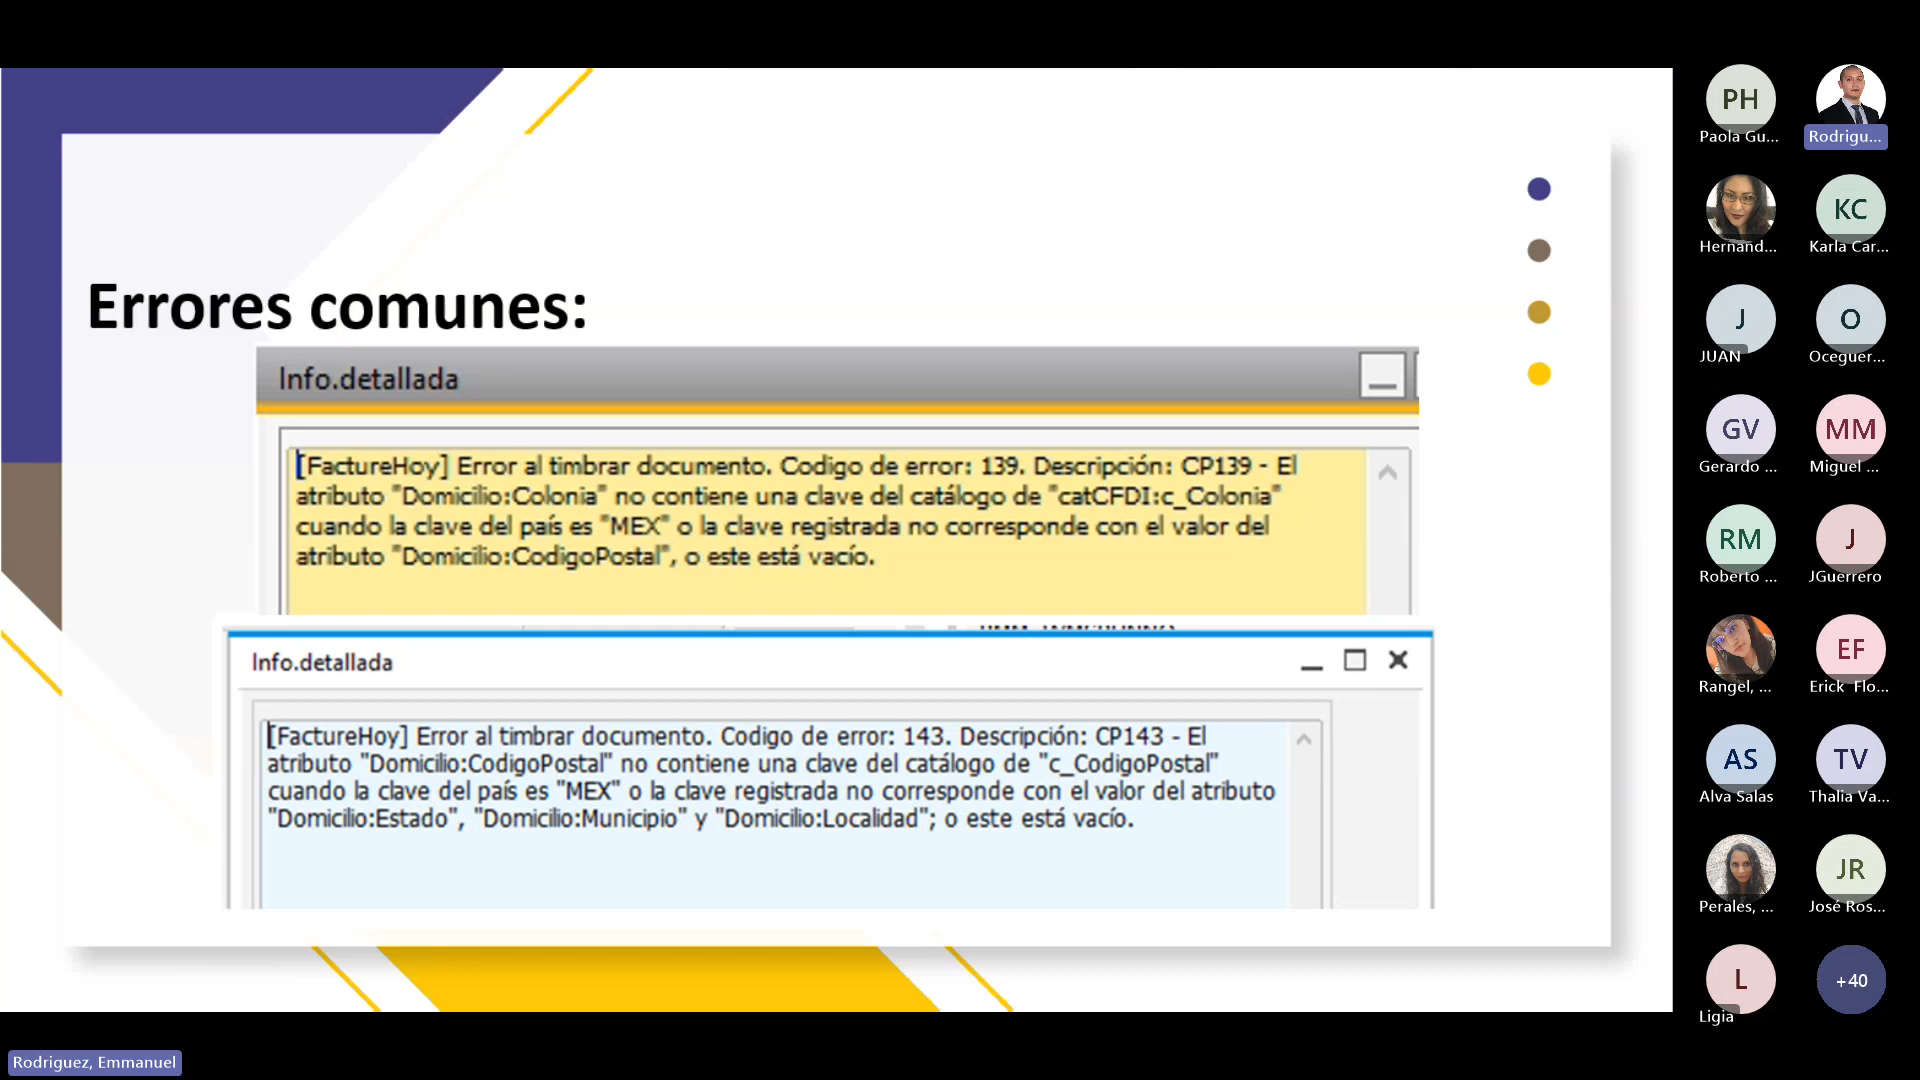 Errores comunes:
Info.detallada
[FactureHoy] Error al timbrar documento. Codigo de error: 139. Descripción: CP139 - El
atributo "Domicilio:Colonia" no contiene una clave del catálogo de "catCFDI:c_Colonia"
cuando la clave del país es "MEX" o la clave registrada no corresponde con el valor del
atributo "Domicilio:CodigoPostal", o este está vacío.
Info.detallada
[FactureHoy] Error al timbrar documento. Codigo de error: 143. Descripción: CP143 - El
atributo "Domicilio:CodigoPostal" no contiene una clave del catálogo de "c_CodigoPostal"
cuando la clave del país es "MEX" o la clave registrada no corresponde con el valor del atributo
"Domicilio:Estado", "Domicilio:Municipio" y "Domicilio:Localidad"; o este está vacío.
PH
Paola Gu...
Rodrigu...
Hernand...
KC
Karla Car...
J
JUAN
O
Oceguer...
GV
Gerardo ...
MM
Miguel ...
RM
Roberto ...
J
JGuerrero
Rangel, ...
EF
Erick Flo...
AS
Alva Salas
TV
Thalia Va...
Perales, ...
JR
José Ros...
L
Ligia
+40
Rodriguez, Emmanuel